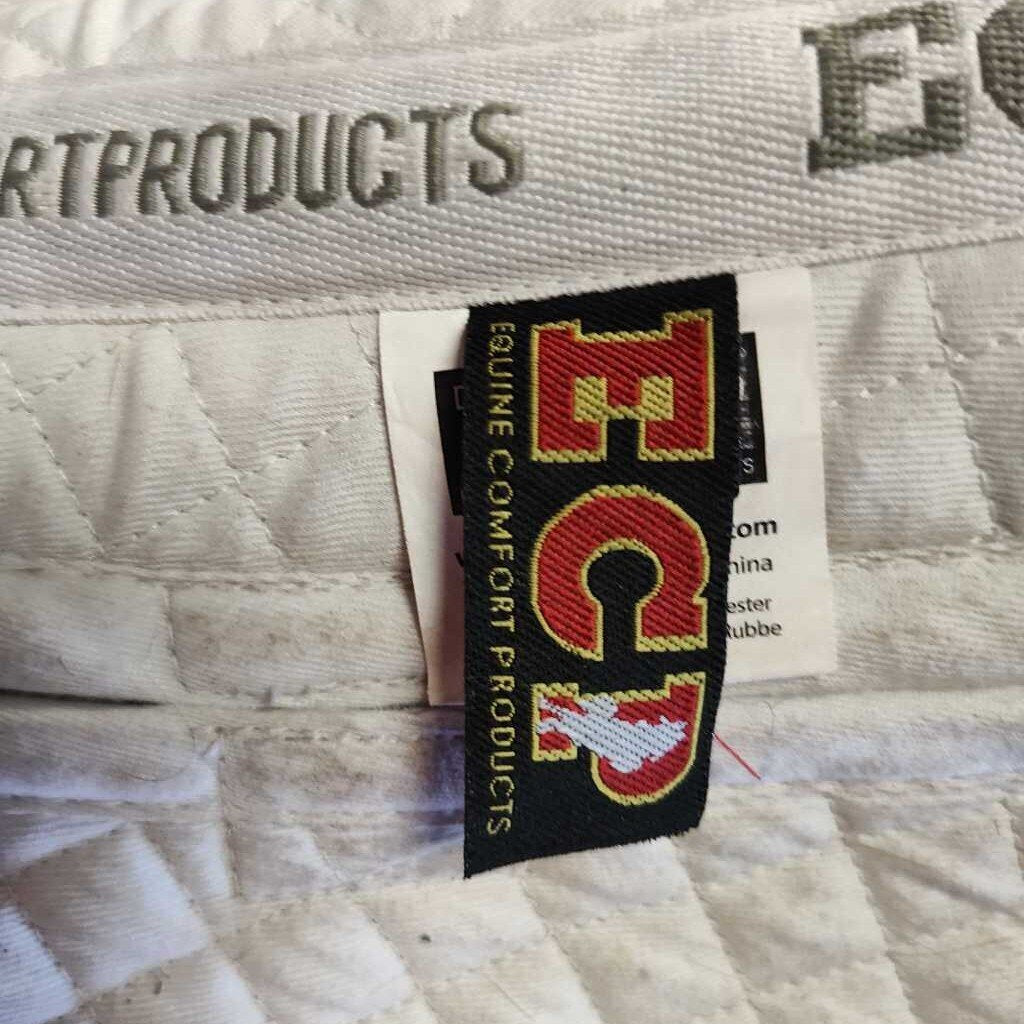 RTPRODUCTS EC
ECP
EQUINE COMFORT PRODUCTS
S
.com
hina
ester
Rubbe